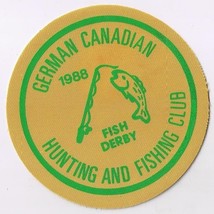 GERMAN CANADIAN
1988
FISH
DERBY
HUNTING AND FISHING CLUB